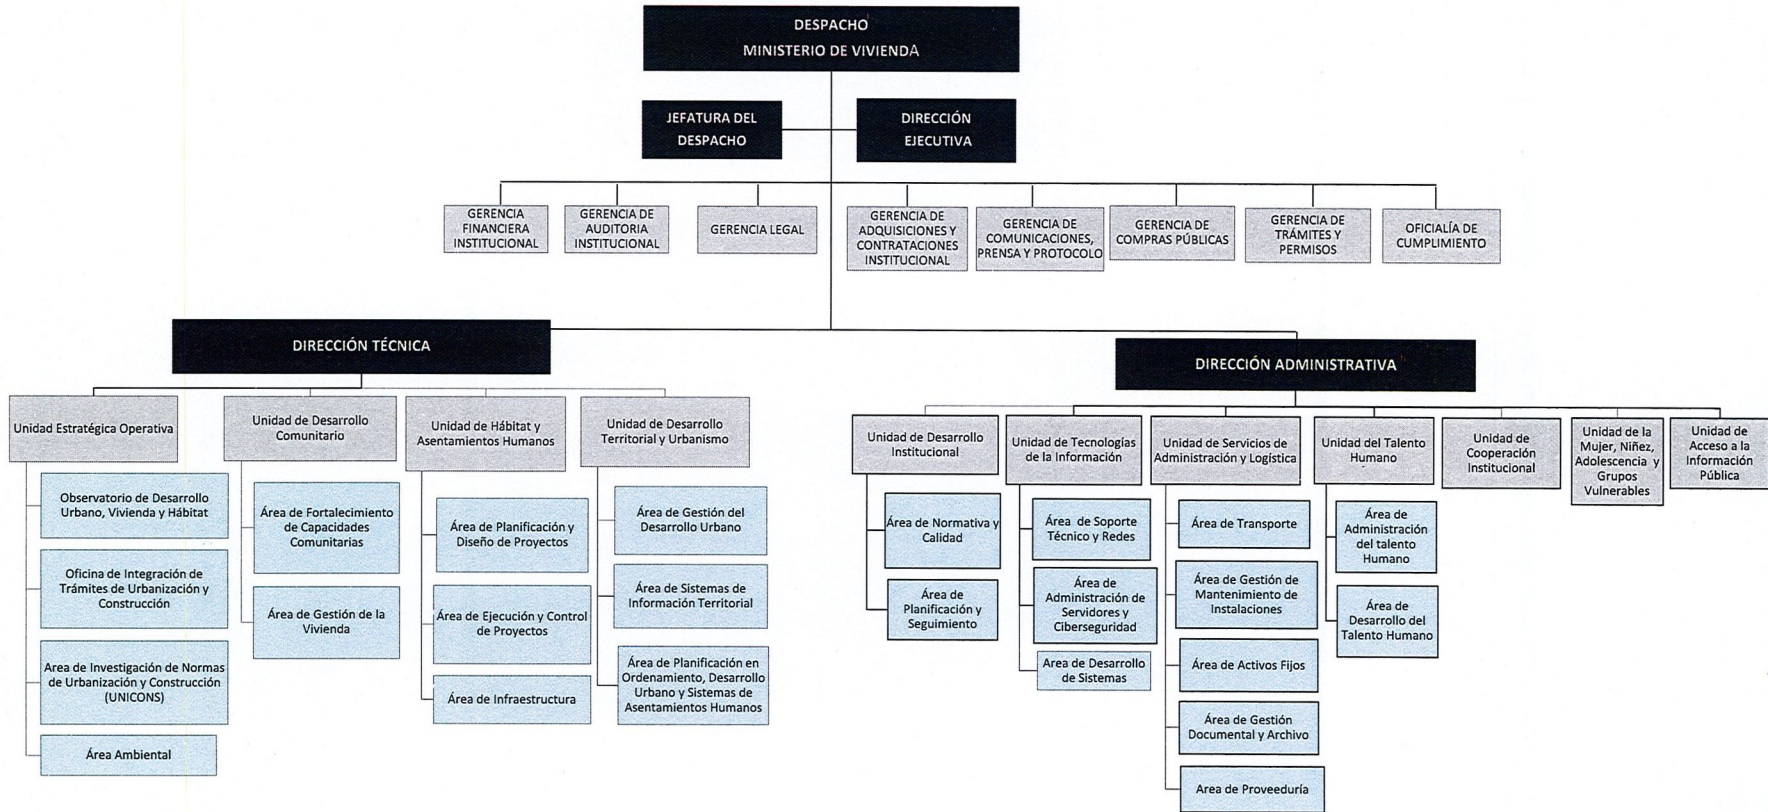 DESPACHO
MINISTERIO DE VIVIENDA
JEFATURA DEL
DESPACHO
DIRECCIÓN
EJECUTIVA
GERENCIA
FINANCIERA
INSTITUCIONAL
GERENCIA DE
AUDITORIA
INSTITUCIONAL
GERENCIA LEGAL
GERENCIA DE
ADQUISICIONES Y
CONTRATACIONES
INSTITUCIONAL
GERENCIA DE
COMUNICACIONES,
PRENSA Y PROTOCOLO
GERENCIA DE
COMPRAS PÚBLICAS
GERENCIA DE
TRÁMITES Y
PERMISOS
OFICIALÍA DE
CUMPLIMIENTO
DIRECCIÓN TÉCNICA
DIRECCIÓN ADMINISTRATIVA
Unidad Estratégica Operativa
Observatorio de Desarrollo
Urbano, Vivienda y Hábitat
Oficina de Integración de
Trámites de Urbanización y
Construcción
Area de Investigación de Normas
de Urbanización y Construcción
(UNICONS)
Área Ambiental
Unidad de Desarrollo
Comunitario
Área de Fortalecimiento
de Capacidades
Comunitarias
Área de Gestión de la
Vivienda
Unidad de Hábitat y
Asentamientos Humanos
Área de Planificación y
Diseño de Proyectos
Área de Ejecución y Control
de Proyectos
Área de Infraestructura
Unidad de Desarrollo
Territorial y Urbanismo
Área de Gestión del
Desarrollo Urbano
Área de Sistemas de
Información Territorial
Área de Planificación en
Ordenamiento, Desarrollo
Urbano y Sistemas de
Asentamientos Humanos
Unidad de Desarrollo
Institucional
Área de Normativa y
Calidad
Área de
Planificación y
Seguimiento
Unidad de Tecnologías
de la Información
Área de Soporte
Técnico y Redes
Área de
Administración de
Servidores y
Ciberseguridad
Area de Desarrollo
de Sistemas
Unidad de Servicios de
Administración y Logística
Área de Transporte
Área de Gestión de
Mantenimiento de
Instalaciones
Área de Activos Fijos
Área de Gestión
Documental y Archivo
Area de Proveeduría
Unidad del Talento
Humano
Área de
Administración
del talento
Humano
Área de
Desarrollo del
Talento Humano
Unidad de
Cooperación
Institucional
Unidad de la
Mujer, Niñez,
Adolescencia y
Grupos
Vulnerables
Unidad de
Acceso a la
Información
Pública